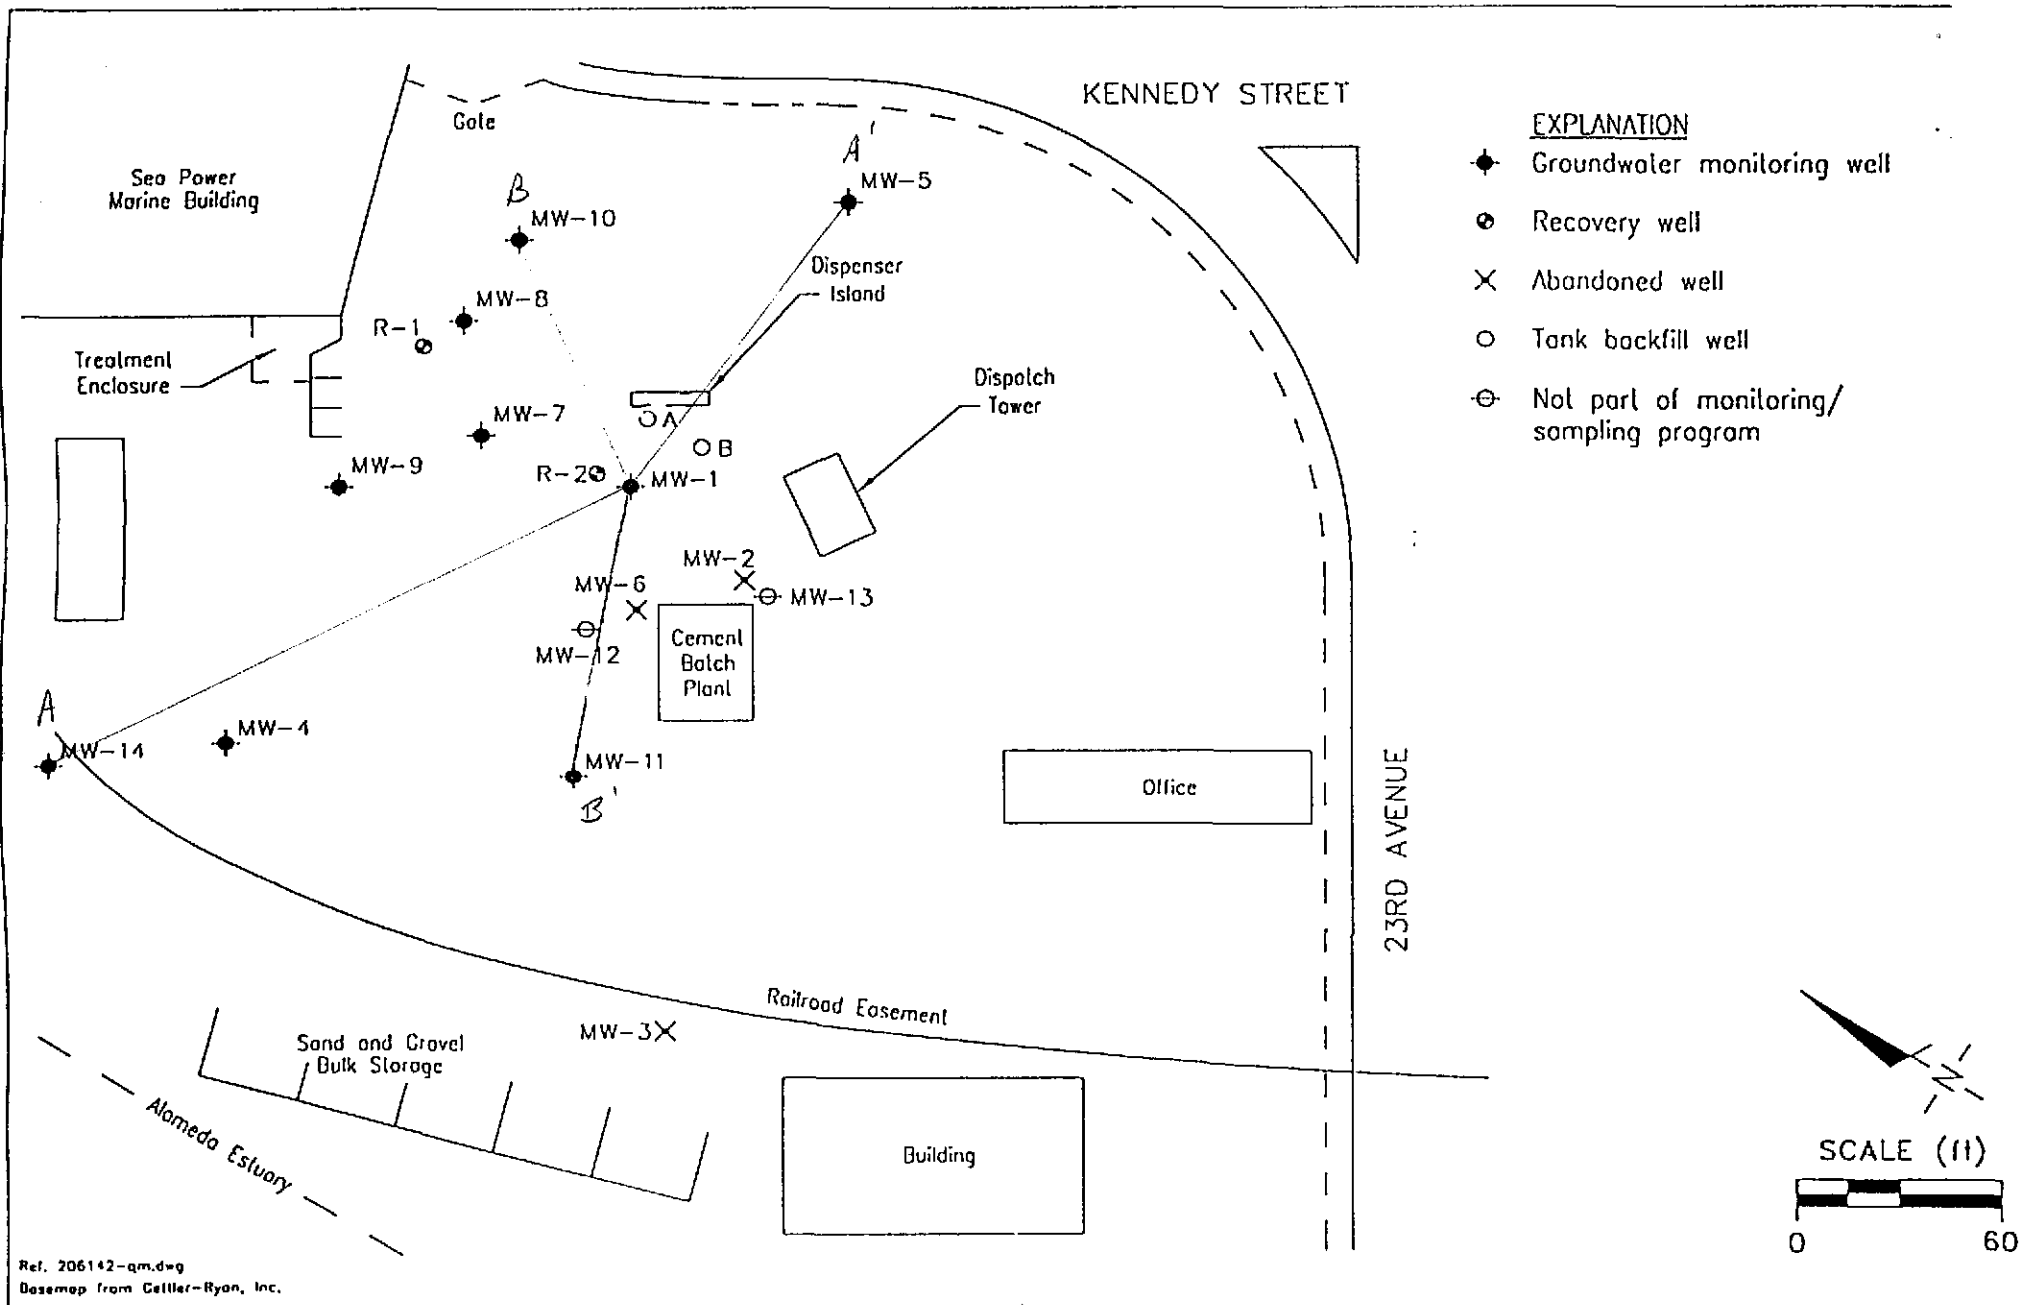 KENNEDY STREET
EXPLANATION
Groundwater monitoring well
Recovery well
Abandoned well
Tank backfill well
Not part of monitoring/
sampling program
Gate
A'
MW-5
Sea Power
Marine Building
B
MW-10
Dispenser
Island
MW-8
R-1
Treatment
Enclosure
Dispatch
Tower
A
MW-7
B
MW-9
R-2
MW-1
MW-2
MW-6
MW-13
Cement
Batch
Plant
MW-12
A
MW-14
MW-4
MW-11
B'
Office
23RD AVENUE
Railroad Easement
MW-3
Sand and Gravel
Bulk Storage
Alameda Estuary
Building
N
SCALE (ft)
0 60
Ref. 206142-qm.dwg
Basemap from Gettler-Ryan, Inc.